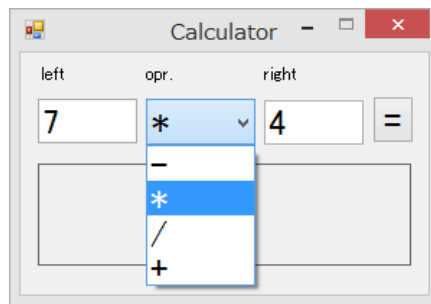 Calculator
left opr. right
7 * 4 =
−
*
/
+